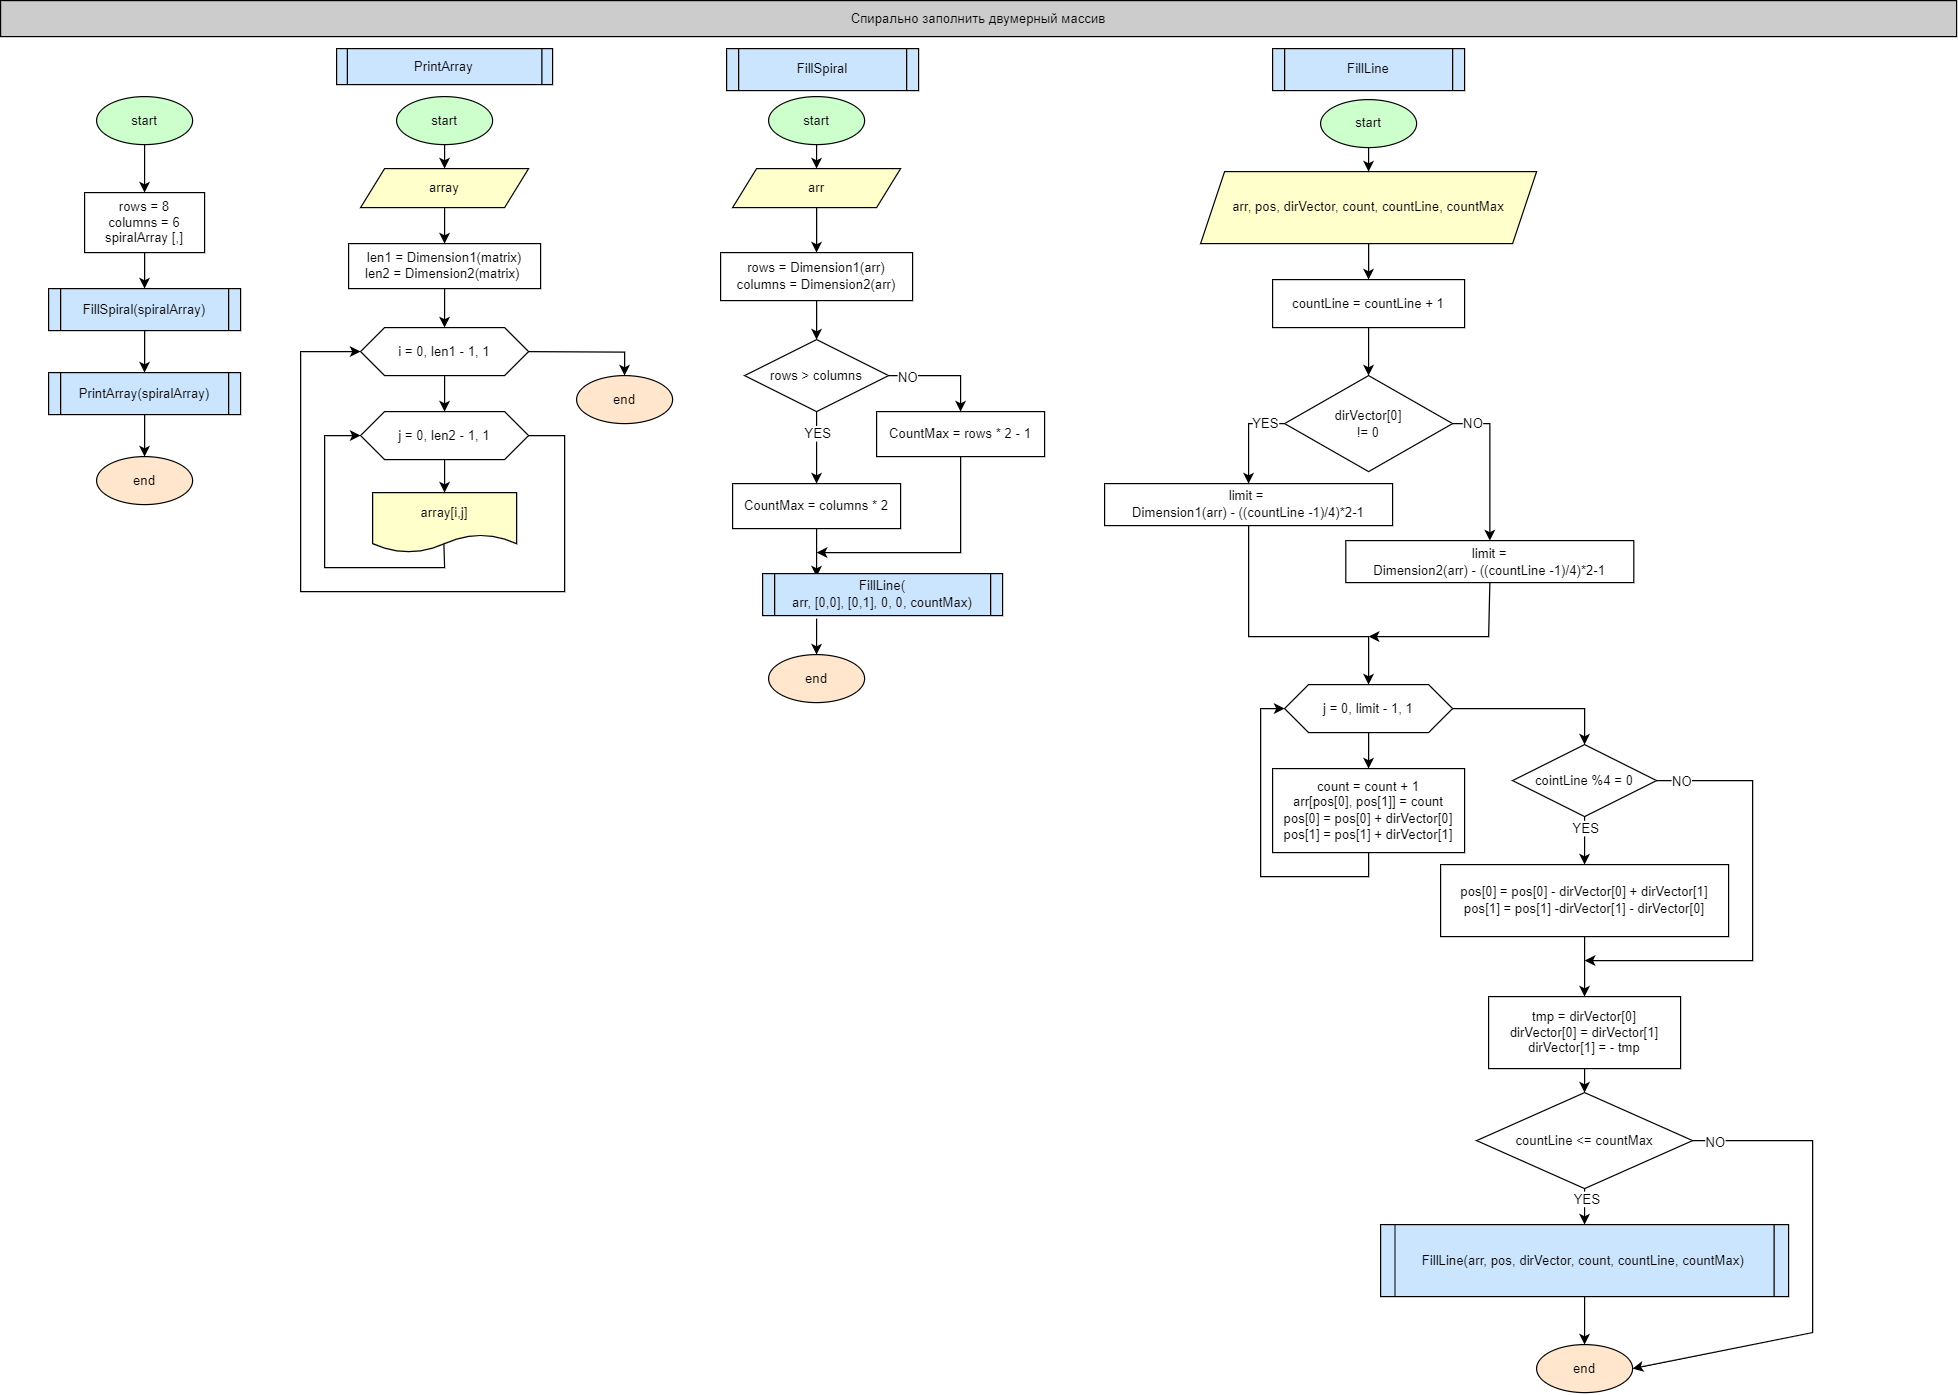 Спирально заполнить двумерный массив
start
rows = 8
columns = 6
spiralArray [,]
FillSpiral(spiralArray)
PrintArray(spiralArray)
end
PrintArray
start
array
len1 = Dimension1(matrix)
len2 = Dimension2(matrix)
i = 0, len1 - 1, 1
end
j = 0, len2 - 1, 1
array[i,j]
FillSpiral
start
arr
rows = Dimension1(arr)
columns = Dimension2(arr)
rows > columns
NO
YES
CountMax = rows * 2 - 1
CountMax = columns * 2
FillLine(
arr, [0,0], [0,1], 0, 0, countMax)
end
FillLine
start
arr, pos, dirVector, count, countLine, countMax
countLine = countLine + 1
dirVector[0]
!= 0
YES
NO
limit =
Dimension1(arr) - ((countLine -1)/4)*2-1
limit =
Dimension2(arr) - ((countLine -1)/4)*2-1
j = 0, limit - 1, 1
count = count + 1
arr[pos[0], pos[1]] = count
pos[0] = pos[0] + dirVector[0]
pos[1] = pos[1] + dirVector[1]
cointLine %4 = 0
NO
YES
pos[0] = pos[0] - dirVector[0] + dirVector[1]
pos[1] = pos[1] -dirVector[1] - dirVector[0]
tmp = dirVector[0]
dirVector[0] = dirVector[1]
dirVector[1] = - tmp
countLine <= countMax
NO
YES
FillLine(arr, pos, dirVector, count, countLine, countMax)
end